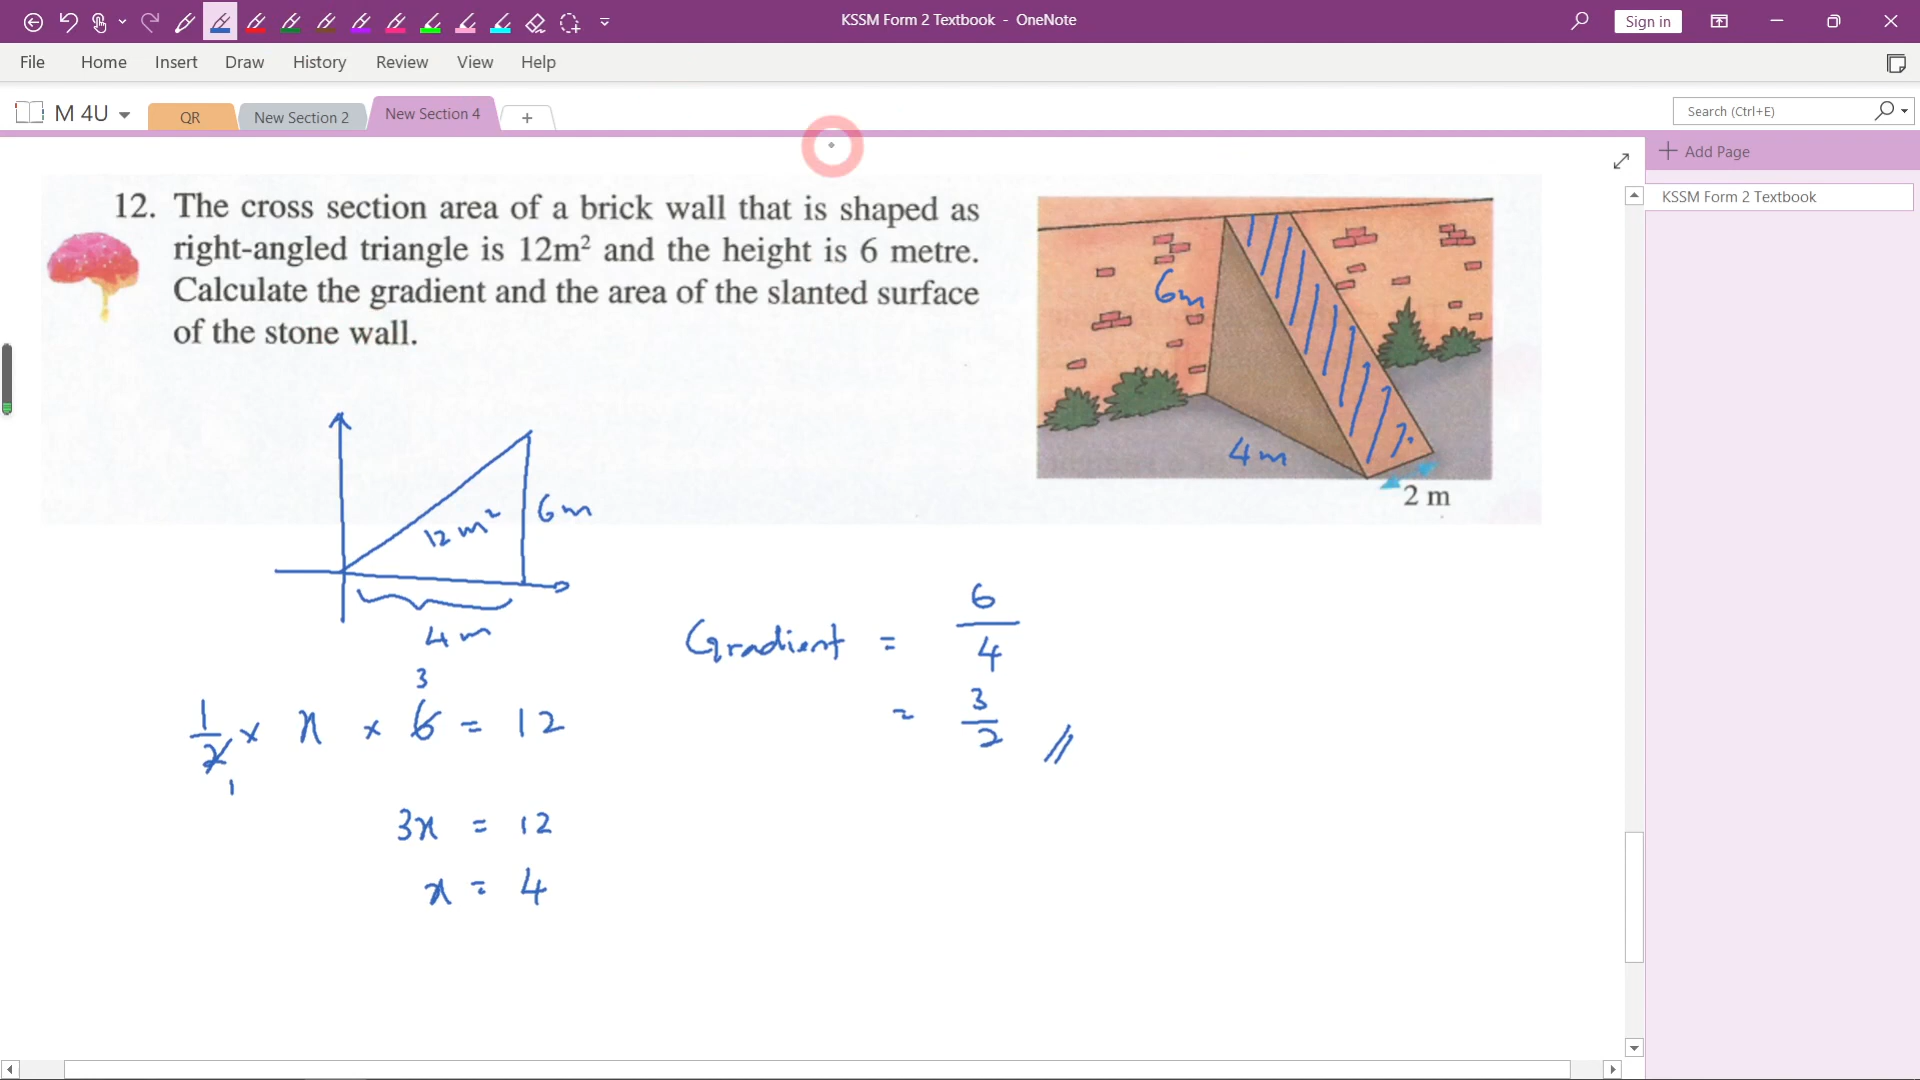 KSSM Form 2 Textbook - OneNote
Sign in
File Home Insert Draw History Review View Help
M 4U
QR
New Section 2
New Section 4
+
Search (Ctrl+E)
Add Page
KSSM Form 2 Textbook
12. The cross section area of a brick wall that is shaped as
right-angled triangle is 12m² and the height is 6 metre.
Calculate the gradient and the area of the slanted surface
of the stone wall.
6m
4m
2 m
12 m²
6m
4 m
Gradient = 6/4
= 3/2 //
3
1/2 × x × 6 = 12
1
3x = 12
x = 4